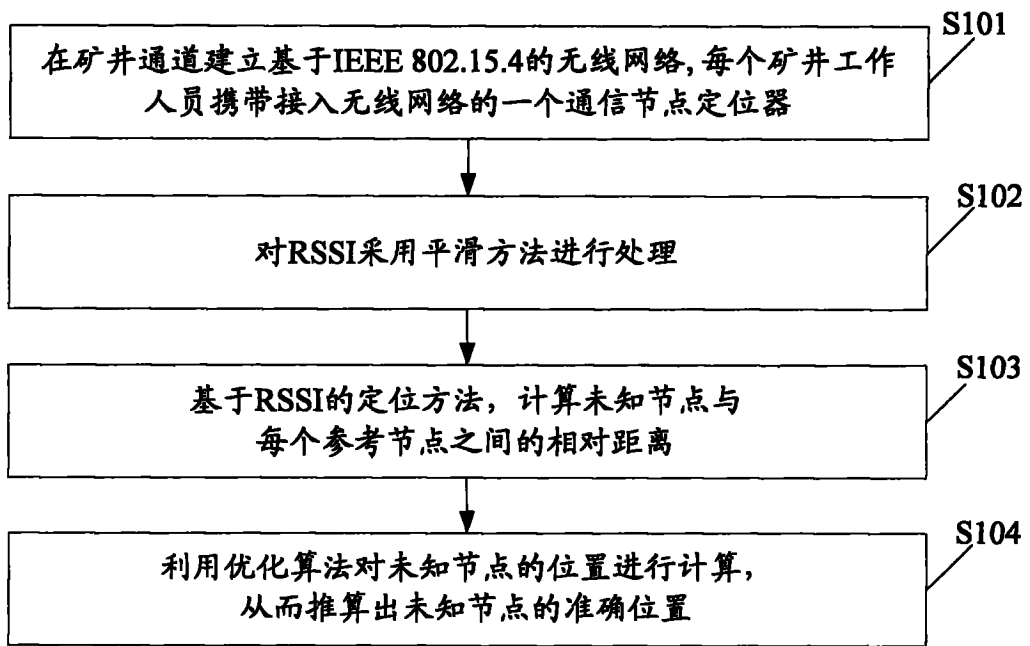 S101
在矿井通道建立基于IEEE 802.15.4的无线网络,每个矿井工作
人员携带接入无线网络的一个通信节点定位器
S102
对RSSI采用平滑方法进行处理
S103
基于RSSI的定位方法，计算未知节点与
每个参考节点之间的相对距离
S104
利用优化算法对未知节点的位置进行计算，
从而推算出未知节点的准确位置